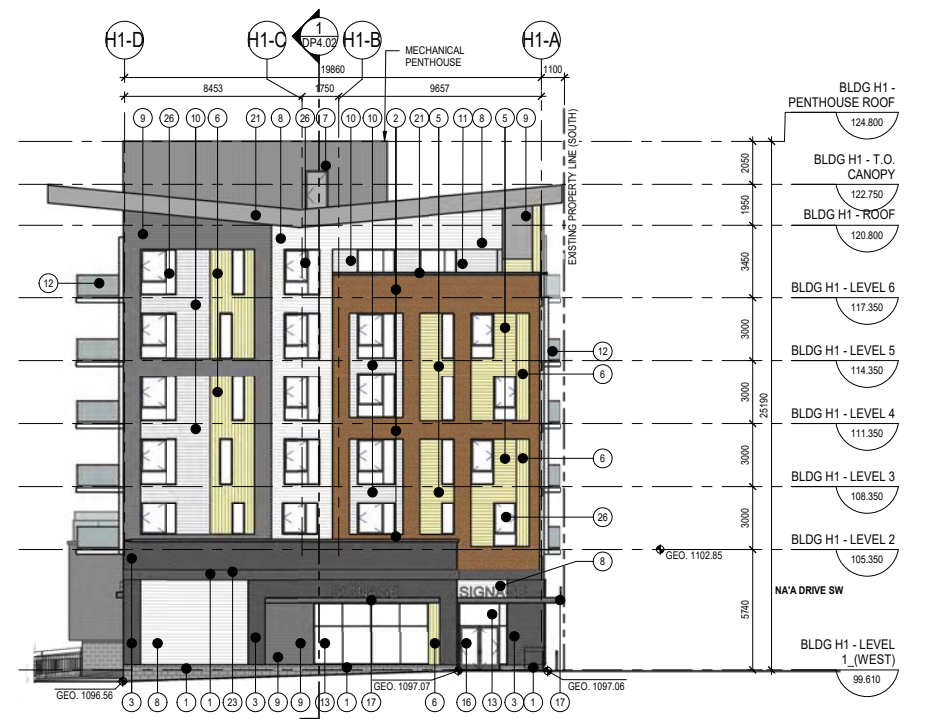 H1-D
H1-C
1
DP4.02
H1-B
H1-A
MECHANICAL
PENTHOUSE
19860
1100
8453
1750
9657
9 26 10 6 21 8 26 7 10 10 2 21 5 11 8 5 9
EXISTING PROPERTY LINE (SOUTH)
BLDG H1 -
PENTHOUSE ROOF
124.800
2050
BLDG H1 - T.O.
CANOPY
122.750
1950
BLDG H1 - ROOF
120.800
3450
12
BLDG H1 - LEVEL 6
117.350
3000
12
BLDG H1 - LEVEL 5
114.350
6
3000
25190
BLDG H1 - LEVEL 4
111.350
3000
6
BLDG H1 - LEVEL 3
108.350
26
3000
BLDG H1 - LEVEL 2
105.350
GEO. 1102.85
8
NA'A DRIVE SW
SIGNAGE
SIGNAGE
5740
BLDG H1 - LEVEL
1_(WEST)
99.610
GEO. 1096.56
GEO. 1097.07
GEO. 1097.06
3 8 1 1 23 3 9 9 13 1 17 6 16 13 3 1 17